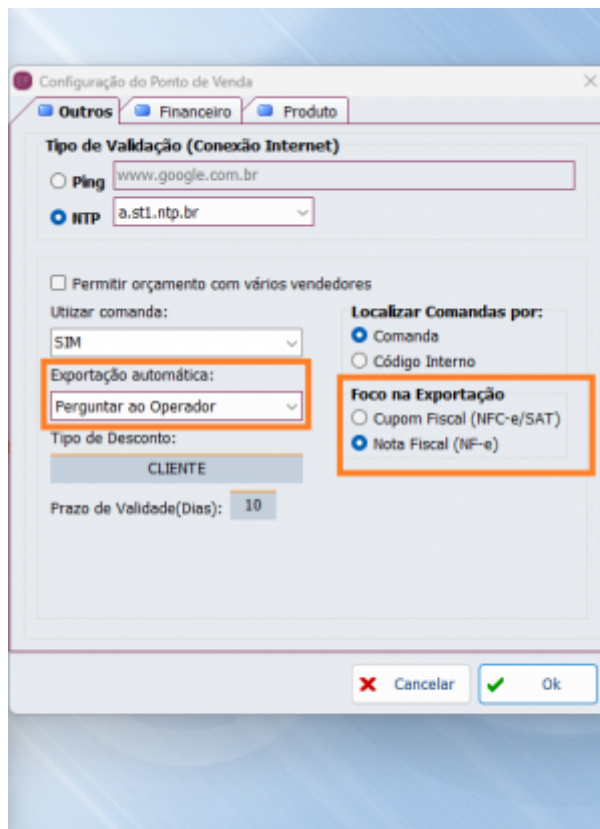 Configuração do Ponto de Venda
Outros
Financeiro
Produto
Tipo de Validação (Conexão Internet)
Ping
www.google.com.br
NTP
a.st1.ntp.br
Permitir orçamento com vários vendedores
Utiizar comanda:
SIM
Localizar Comandas por:
Comanda
Código Interno
Exportação automática:
Perguntar ao Operador
Foco na Exportação
Cupom Fiscal (NFC-e/SAT)
Nota Fiscal (NF-e)
Tipo de Desconto:
CLIENTE
Prazo de Validade(Dias):
10
Cancelar
Ok